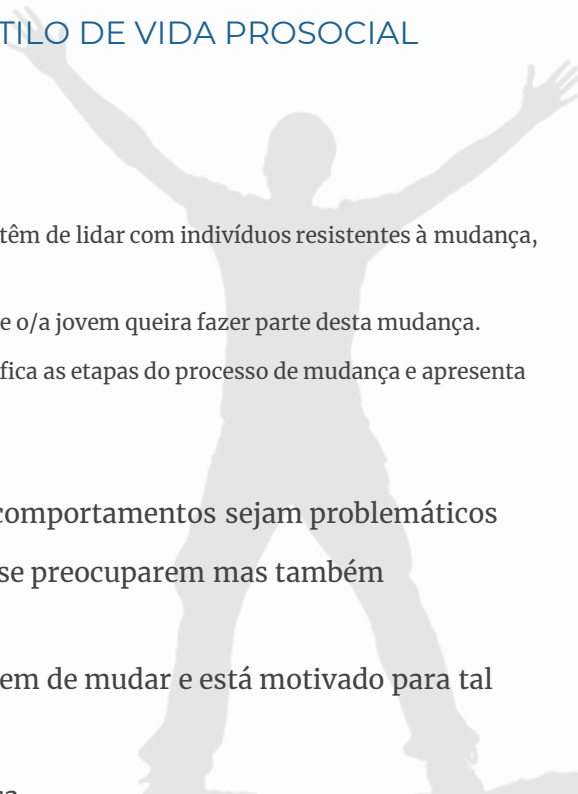 TILO DE VIDA PROSOCIAL
têm de lidar com indivíduos resistentes à mudança,
e o/a jovem queira fazer parte desta mudança.
fica as etapas do processo de mudança e apresenta
comportamentos sejam problemáticos
se preocuparem mas também
em de mudar e está motivado para tal